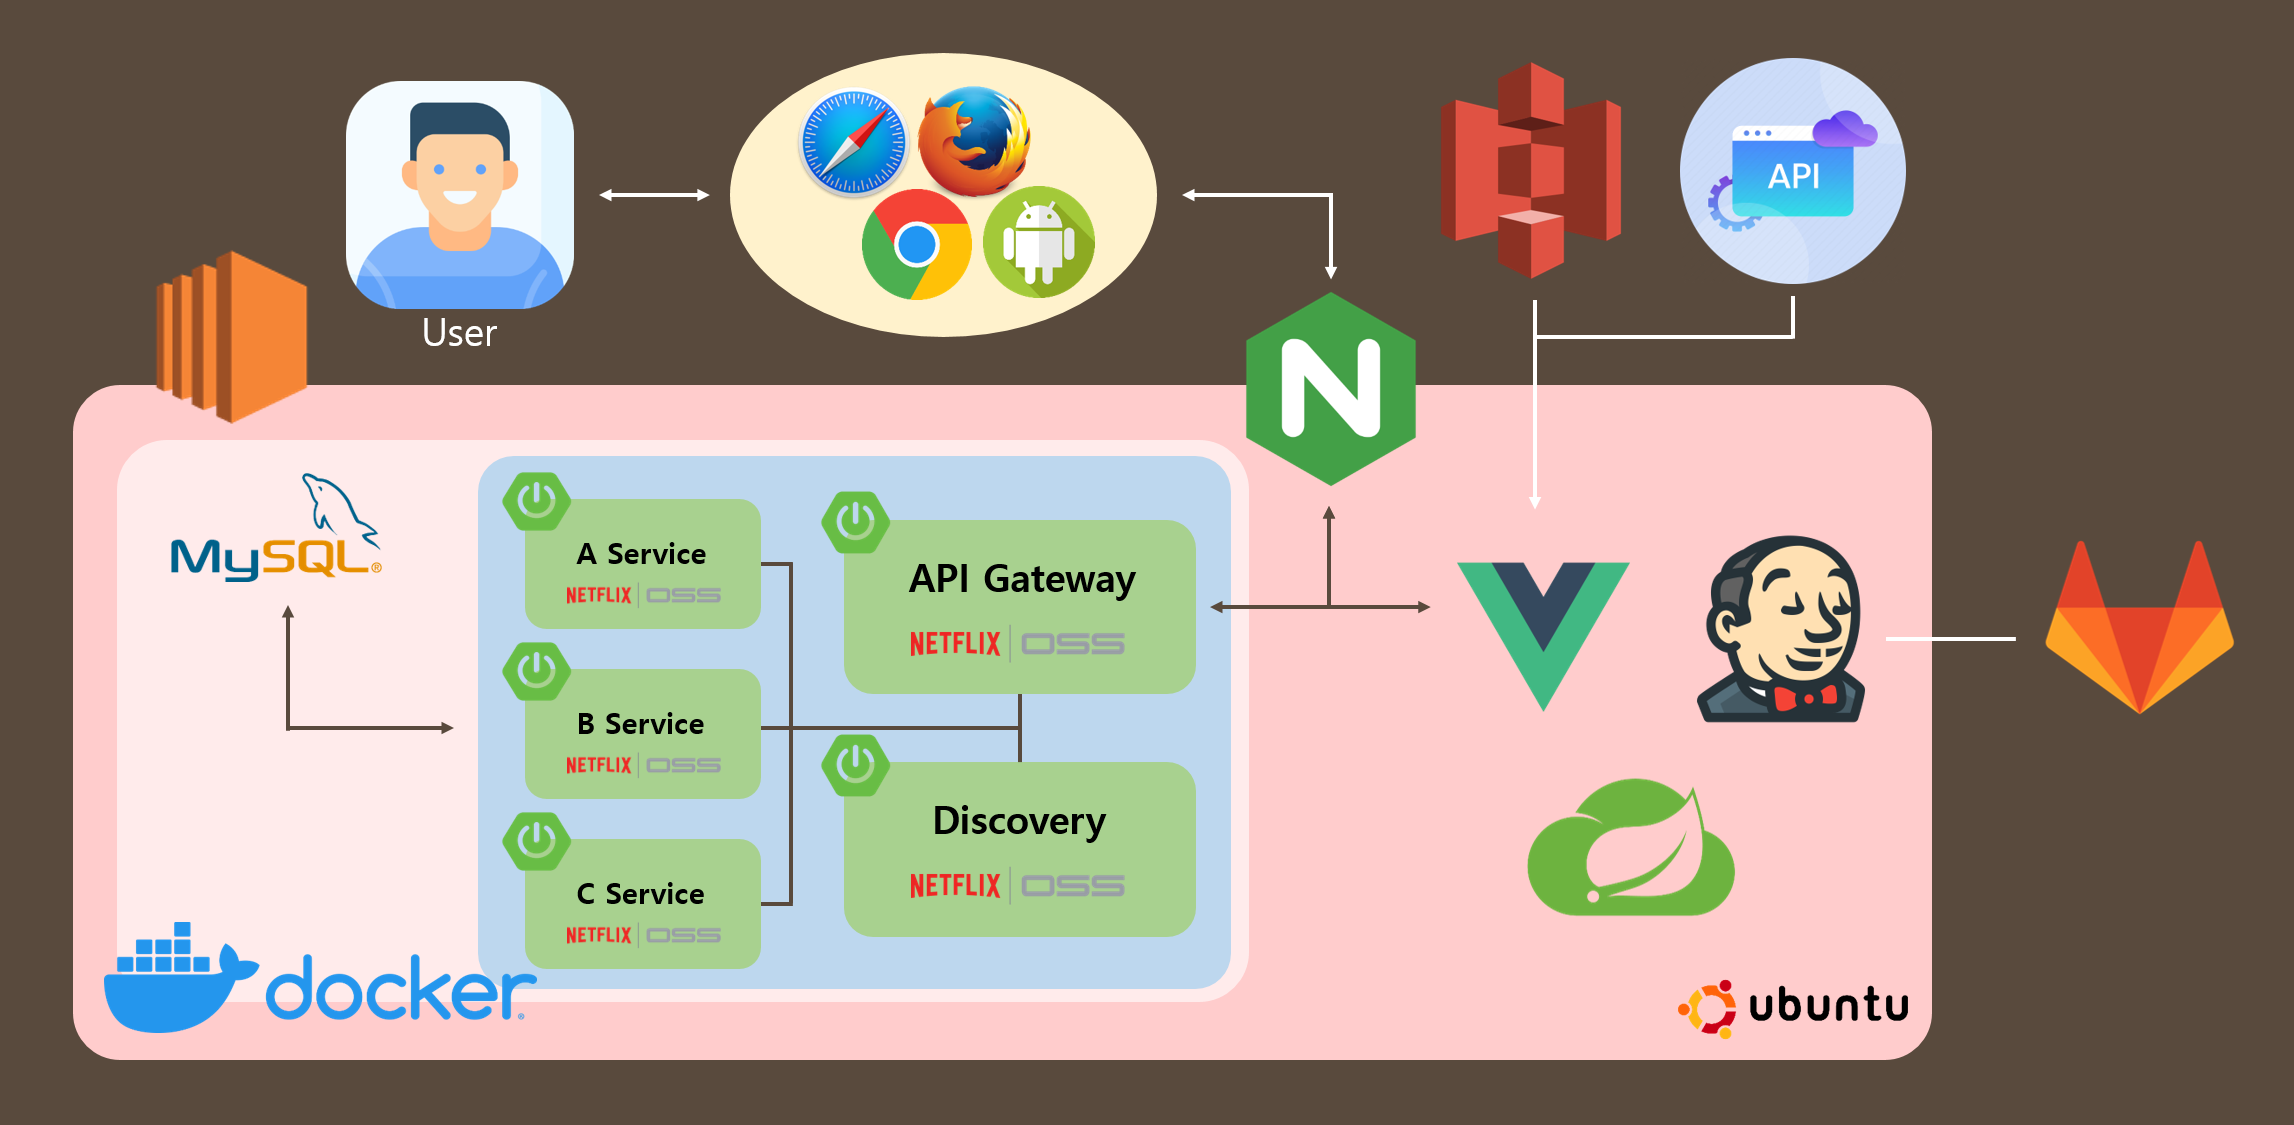 API
User
N
MySQL®
A Service
NETFLIX | OSS
API Gateway
NETFLIX | OSS
B Service
NETFLIX | OSS
Discovery
NETFLIX | OSS
C Service
NETFLIX | OSS
docker
ubuntu